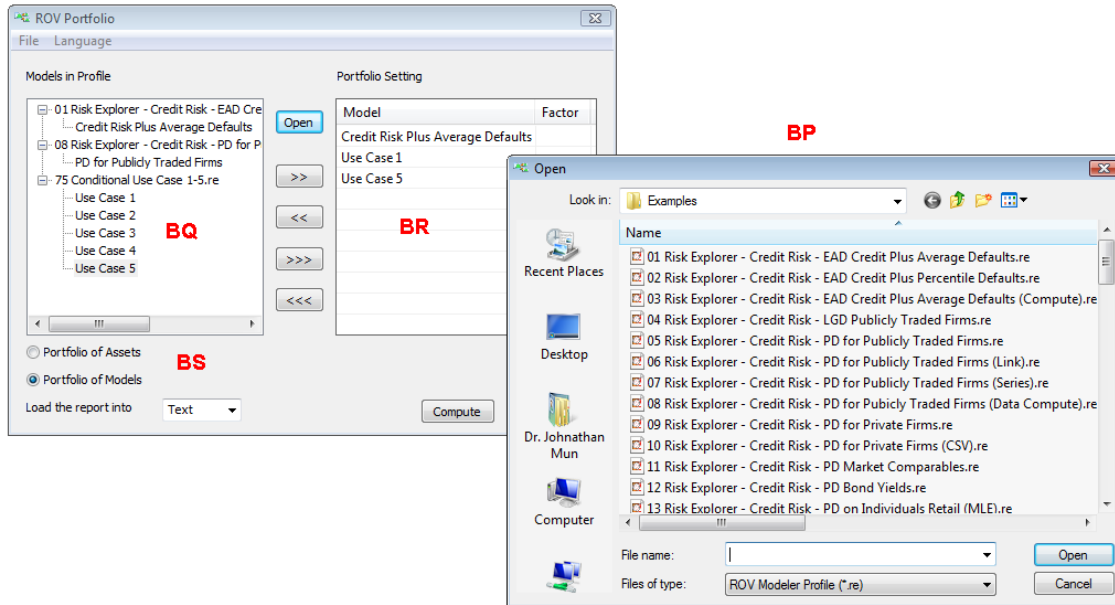 ROV Portfolio
File Language
Models in Profile
01 Risk Explorer - Credit Risk - EAD Cre
Credit Risk Plus Average Defaults
08 Risk Explorer - Credit Risk - PD for P
PD for Publicly Traded Firms
75 Conditional Use Case 1-5.re
Use Case 1
Use Case 2
Use Case 3
Use Case 4
Use Case 5
BQ
Open
>>
<<
>>>
<<<
Portfolio Setting
Model Factor
Credit Risk Plus Average Defaults
Use Case 1
Use Case 5
BR
Portfolio of Assets
Portfolio of Models
BS
Load the report into Text
Compute
BP
Open
Look in: Examples
Recent Places
Desktop
Dr. Johnathan
Mun
Computer
Name
01 Risk Explorer - Credit Risk - EAD Credit Plus Average Defaults.re
02 Risk Explorer - Credit Risk - EAD Credit Plus Percentile Defaults.re
03 Risk Explorer - Credit Risk - EAD Credit Plus Average Defaults (Compute).re
04 Risk Explorer - Credit Risk - LGD Publicly Traded Firms.re
05 Risk Explorer - Credit Risk - PD for Publicly Traded Firms.re
06 Risk Explorer - Credit Risk - PD for Publicly Traded Firms (Link).re
07 Risk Explorer - Credit Risk - PD for Publicly Traded Firms (Series).re
08 Risk Explorer - Credit Risk - PD for Pubicly Traded Firms (Data Compute).re
09 Risk Explorer - Credit Risk - PD for Private Firms.re
10 Risk Explorer - Credit Risk - PD for Private Firms (CSV).re
11 Risk Explorer - Credit Risk - PD Market Comparables.re
12 Risk Explorer - Credit Risk - PD Bond Yields.re
13 Risk Explorer - Credit Risk - PD on Individuals Retail (MLE).re
File name:
Open
Files of type: ROV Modeler Profile (*.re)
Cancel